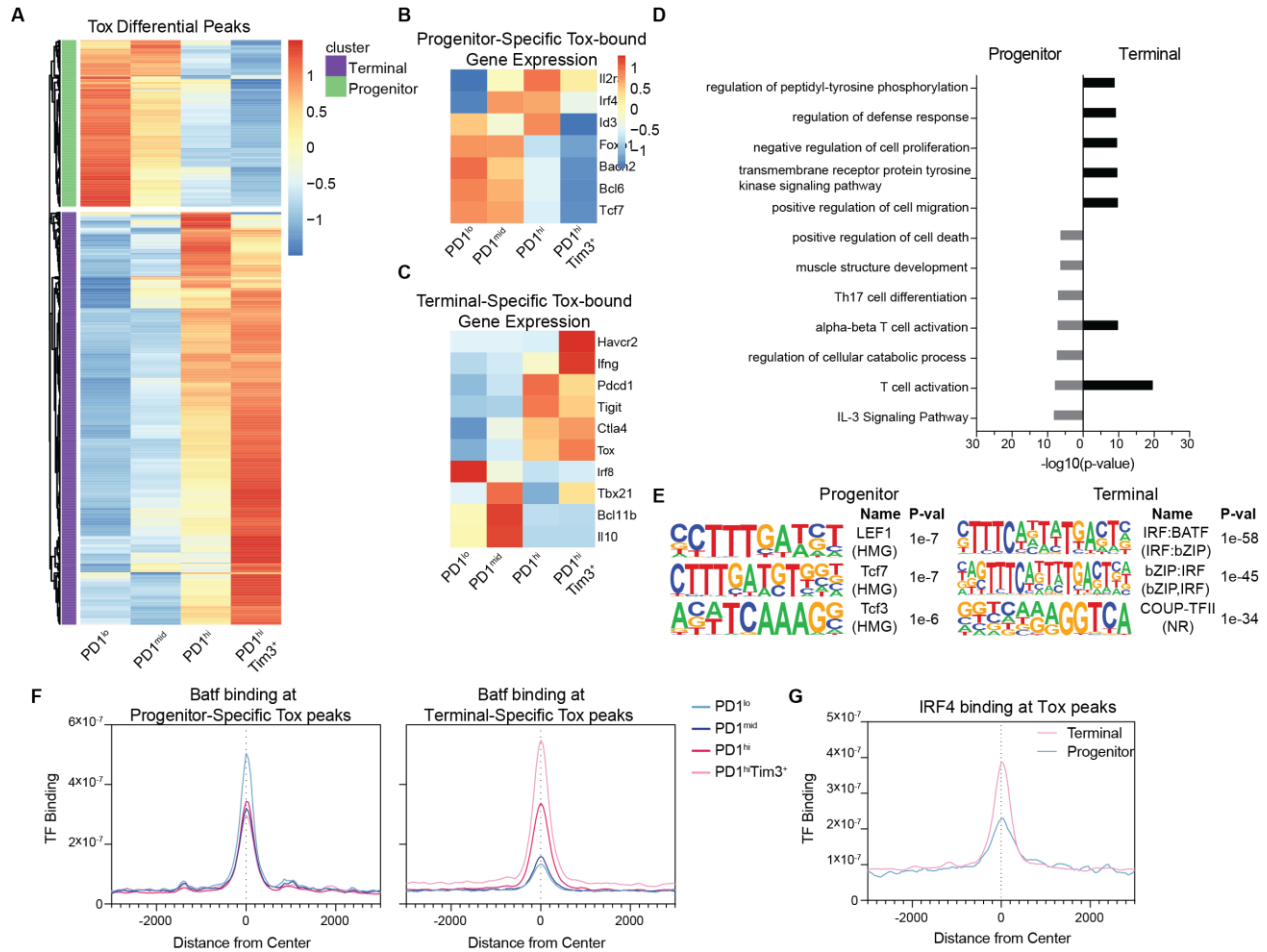 A
Tox Differential Peaks
cluster
Terminal
Progenitor
1
0.5
0
−0.5
−1
PD1lo
PD1mid
PD1hi
PD1hi
Tim3+
B
Progenitor-Specific Tox-bound
Gene Expression
Il2r
Irf4
Id3
Bach2
Bcl6
Tcf7
1
0.5
0
−0.5
−1
PD1lo
PD1mid
PD1hi
PD1hi
Tim3+
C
Terminal-Specific Tox-bound
Gene Expression
Havcr2
Ifng
Pdcd1
Tigit
Ctla4
Tox
Irf8
Tbx21
Bcl11b
Il10
PD1lo
PD1mid
PD1hi
PD1hi
Tim3+
D
Progenitor Terminal
regulation of peptidyl-tyrosine phosphorylation
regulation of defense response
negative regulation of cell proliferation
transmembrane receptor protein tyrosine
kinase signaling pathway
positive regulation of cell migration
positive regulation of cell death
muscle structure development
Th17 cell differentiation
alpha-beta T cell activation
regulation of cellular catabolic process
T cell activation
IL-3 Signaling Pathway
30 20 10 0 10 20 30
-log10(p-value)
E
Progenitor
Name P-val
LEF1
(HMG)
1e-7
Tcf7
(HMG)
1e-7
Tcf3
(HMG)
1e-6
Terminal
Name P-val
IRF:BATF
(IRF:bZIP)
1e-58
bZIP:IRF
(bZIP,IRF)
1e-45
COUP-TFII
(NR)
1e-34
F
Batf binding at
Progenitor-Specific Tox peaks
6×10-7
4×10-7
2×10-7
0
TF Binding
-2000 0 2000
Distance from Center
Batf binding at
Terminal-Specific Tox peaks
-2000 0 2000
Distance from Center
PD1lo
PD1mid
PD1hi
PD1hiTim3+
G
IRF4 binding at Tox peaks
Terminal
Progenitor
5×10-7
4×10-7
3×10-7
2×10-7
1×10-7
0
TF Binding
-2000 0 2000
Distance from Center